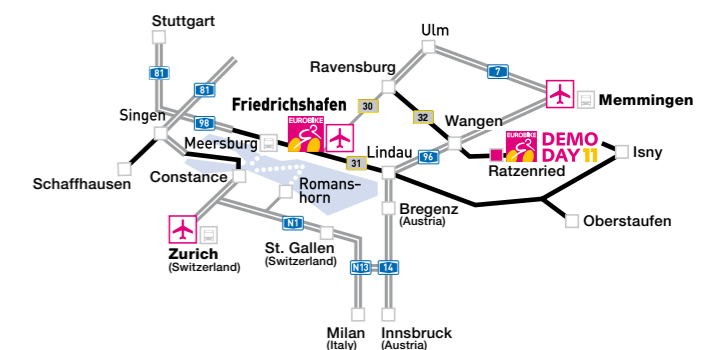 Stuttgart
Ulm
81
81
7
Ravensburg
Memmingen
Friedrichshafen
30
Singen
98
EUROBIKE
32
Wangen
Meersburg
EUROBIKE
DEMO
DAY 11
31
Lindau
96
Isny
Ratzenried
Schaffhausen
Constance
Romans-
horn
Bregenz
(Austria)
Oberstaufen
N1
St. Gallen
(Switzerland)
Zurich
(Switzerland)
N13
14
Milan
(Italy)
Innsbruck
(Austria)